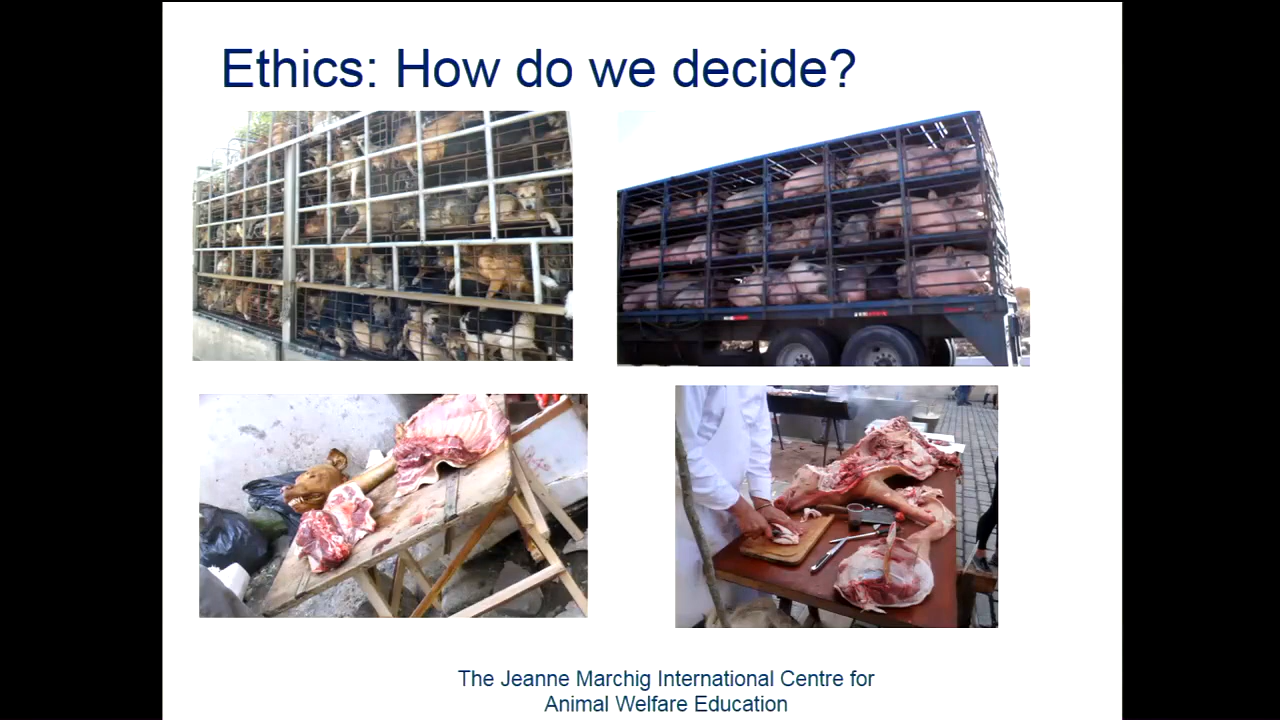 Ethics: How do we decide?
The Jeanne Marchig International Centre for
Animal Welfare Education